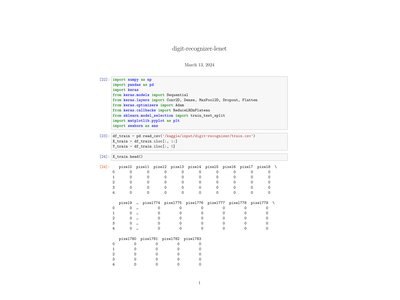 digit-recognizer-lenet
March 13, 2024
import numpy as np
import pandas as pd
import keras
from keras.models import Sequential
from keras.layers import Conv2D, Dense, MaxPool2D, Dropout, Flatten
from keras.optimizers import Adam
from keras.callbacks import ReduceLROnPlateau
from sklearn.model_selection import train_test_split
import matplotlib.pyplot as plt
import seaborn as sns
df_train = pd.read_csv('/kaggle/input/digit-recognizer/train.csv')
X_train = df_train.iloc[:, 1:]
Y_train = df_train.iloc[:, 0]
X_train.head()
pixel0 pixel1 pixel2 pixel3 pixel4 pixel5 pixel6 pixel7 pixel8 \
0 0 0 0 0 0 0 0 0 0
1 0 0 0 0 0 0 0 0 0
2 0 0 0 0 0 0 0 0 0
3 0 0 0 0 0 0 0 0 0
4 0 0 0 0 0 0 0 0 0
pixel9 … pixel774 pixel775 pixel776 pixel777 pixel778 pixel779 \
0 0 … 0 0 0 0 0 0
1 0 … 0 0 0 0 0 0
2 0 … 0 0 0 0 0 0
3 0 … 0 0 0 0 0 0
4 0 … 0 0 0 0 0 0
pixel780 pixel781 pixel782 pixel783
0 0 0 0 0
1 0 0 0 0
2 0 0 0 0
3 0 0 0 0
4 0 0 0 0
1